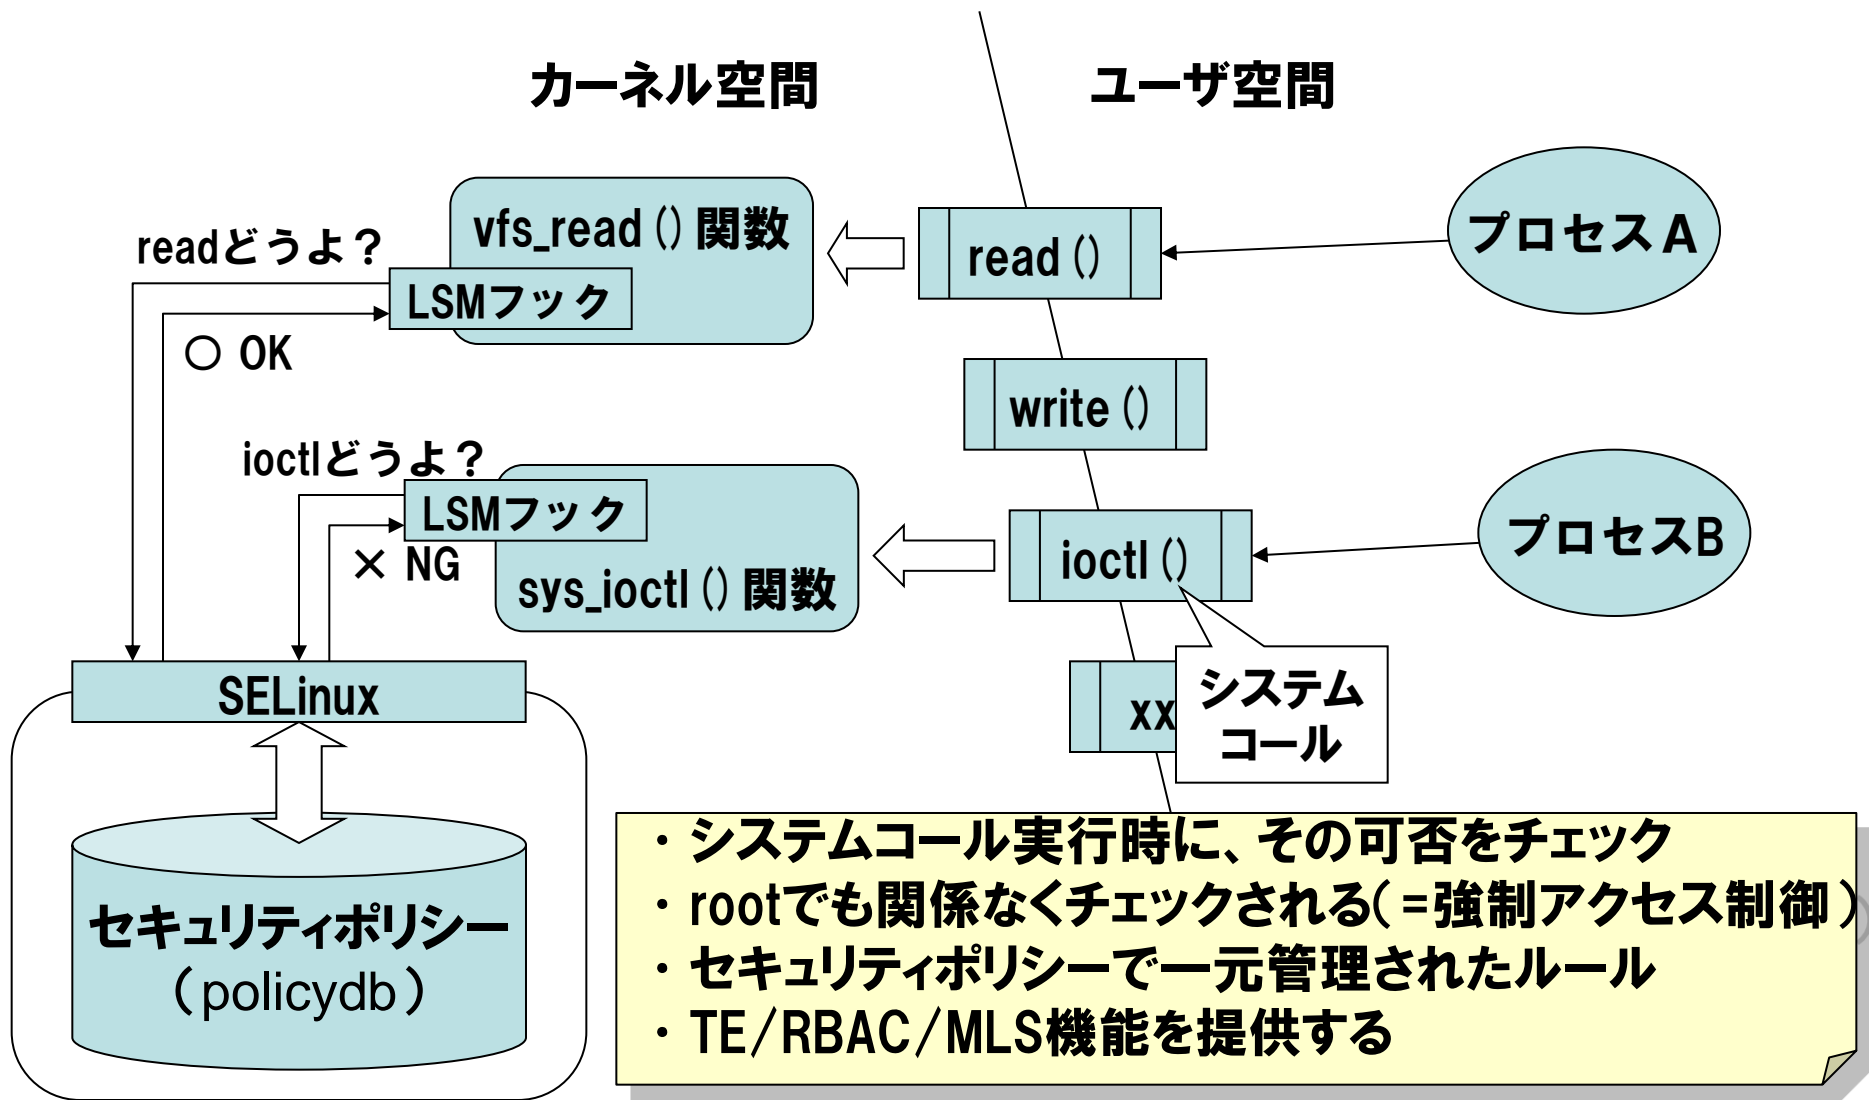 カーネル空間
ユーザ空間
vfs_read()関数
readどうよ？
LSMフック
○ OK
read()
プロセスA
write()
ioctlどうよ？
LSMフック
× NG
sys_ioctl()関数
ioctl()
プロセスB
xx
システム
コール
SELinux
セキュリティポリシー
（policydb）
・システムコール実行時に、その可否をチェック
・rootでも関係なくチェックされる(=強制アクセス制御)
・セキュリティポリシーで一元管理されたルール
・TE/RBAC/MLS機能を提供する